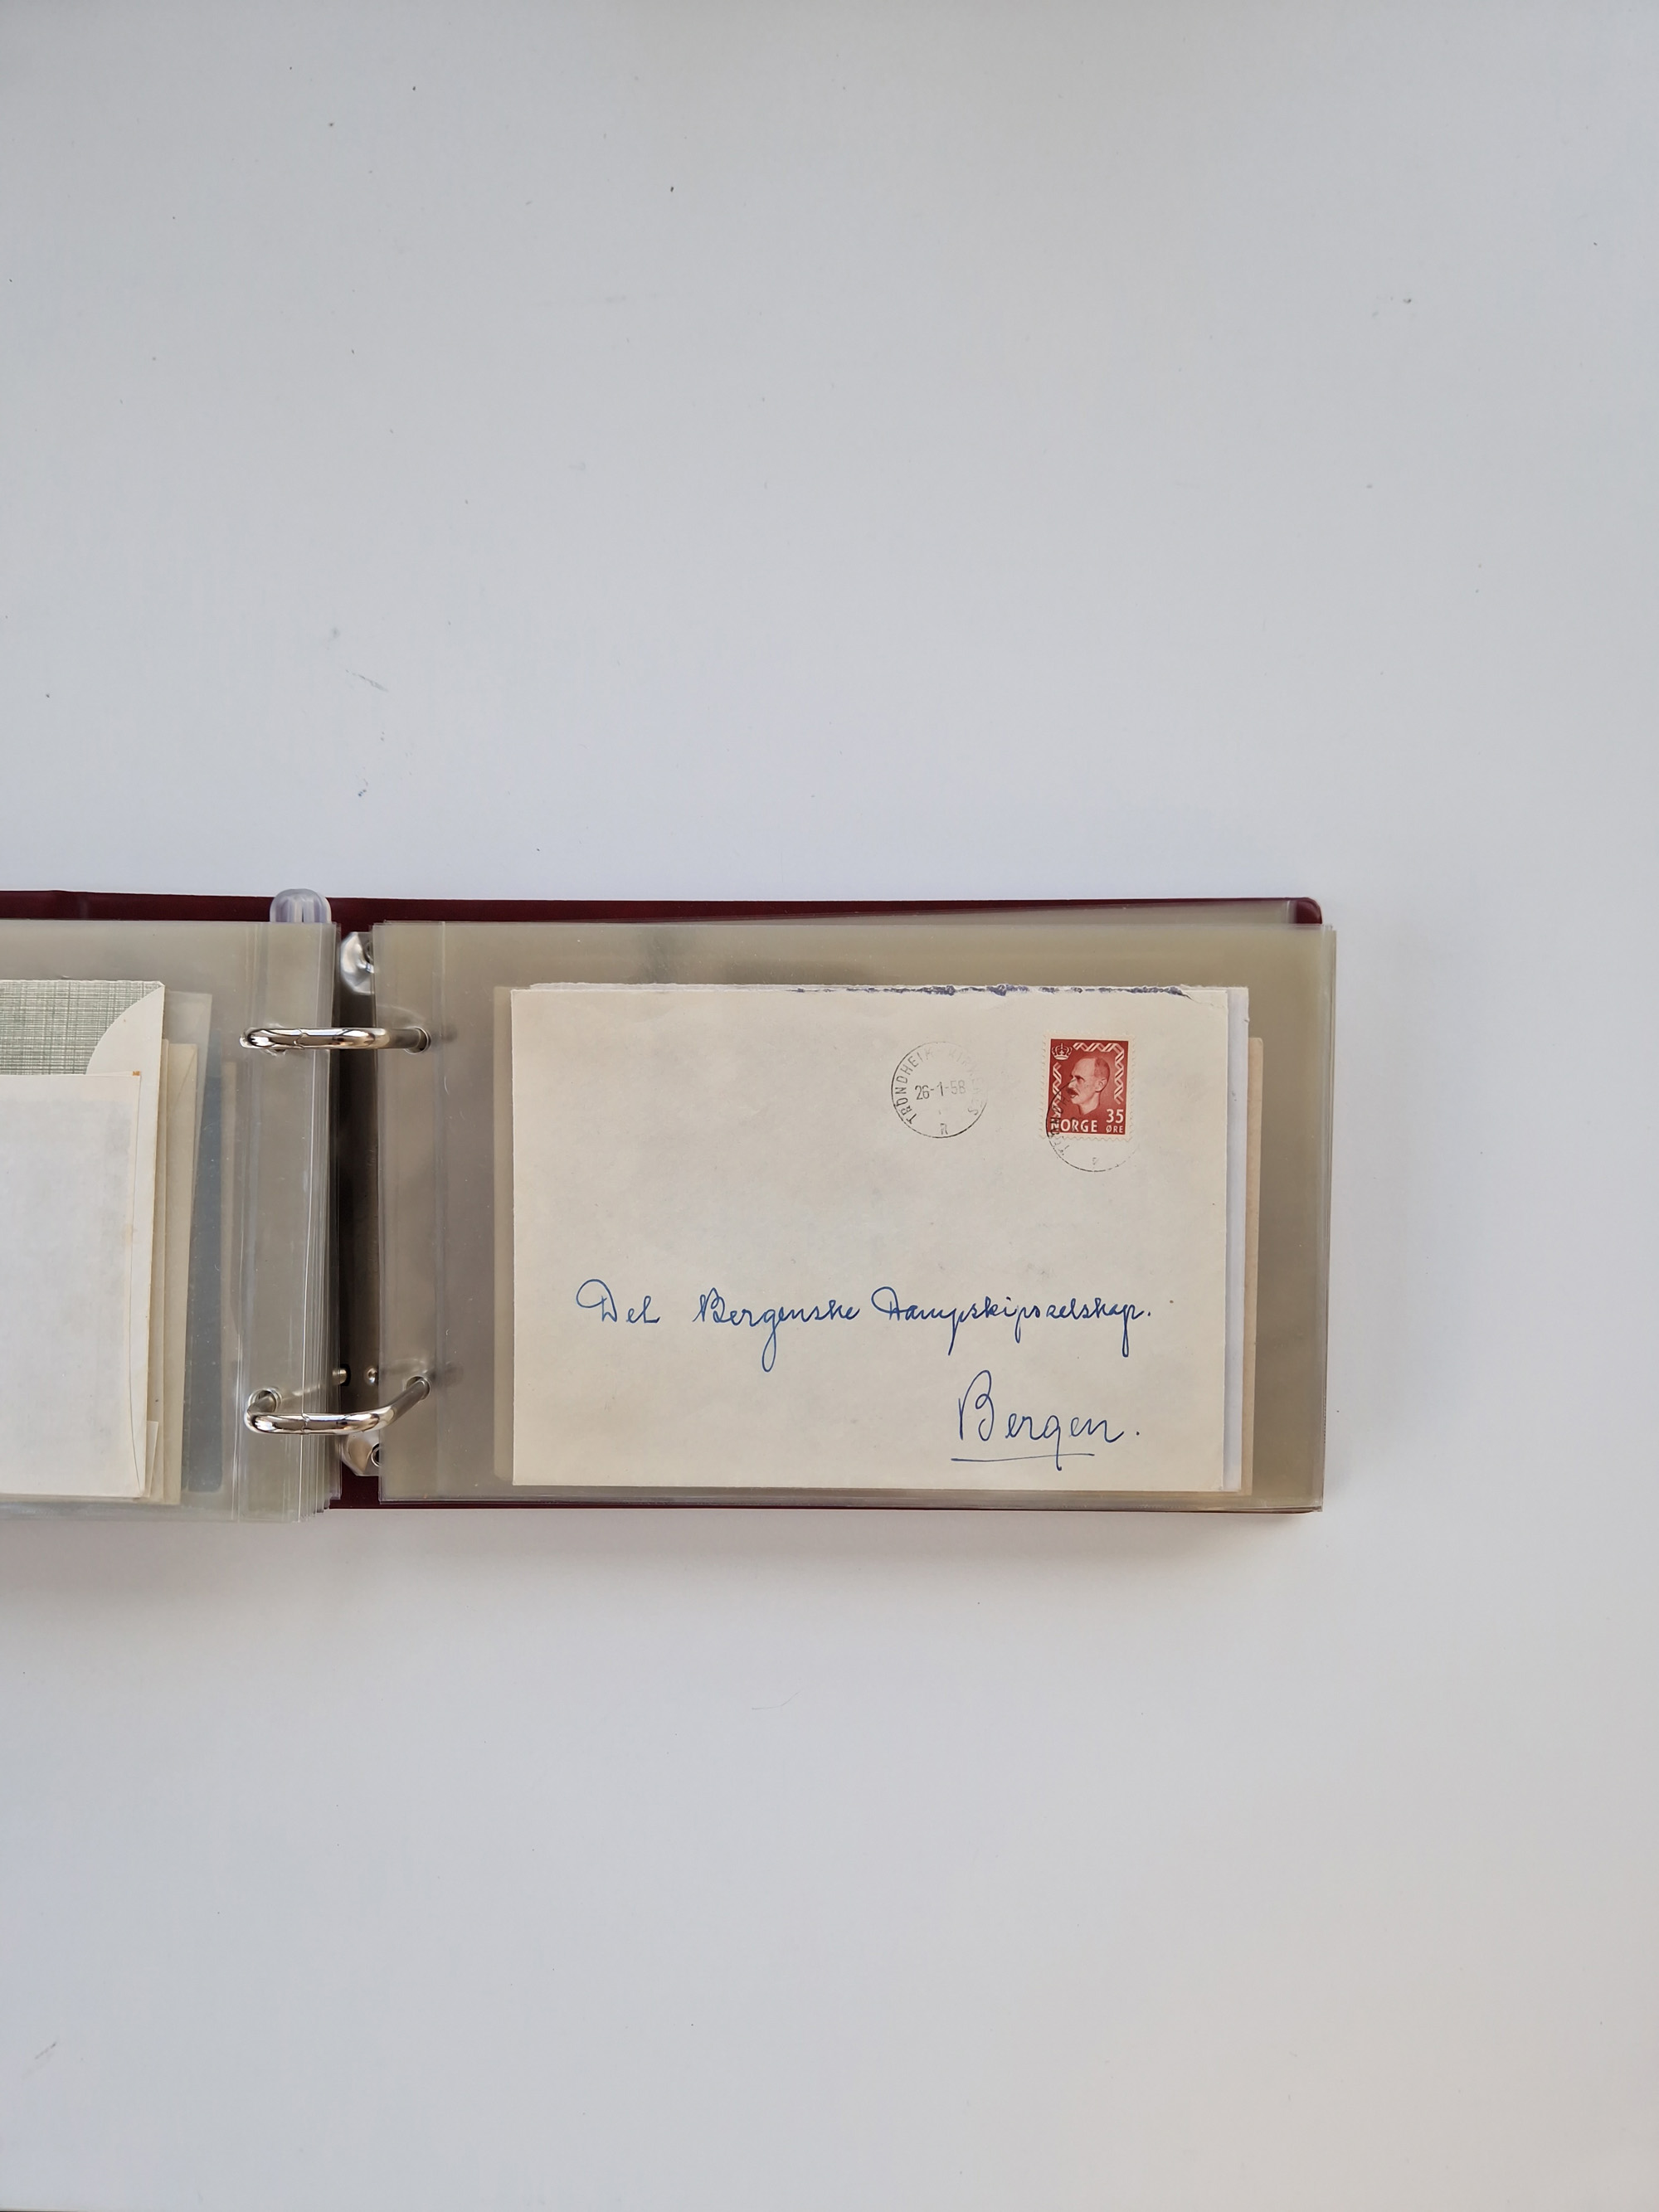 TRONDHEIM
26-1-58
R
35
NORGE ØRE
Det Bergenske Dampskipsselskap.
Bergen.